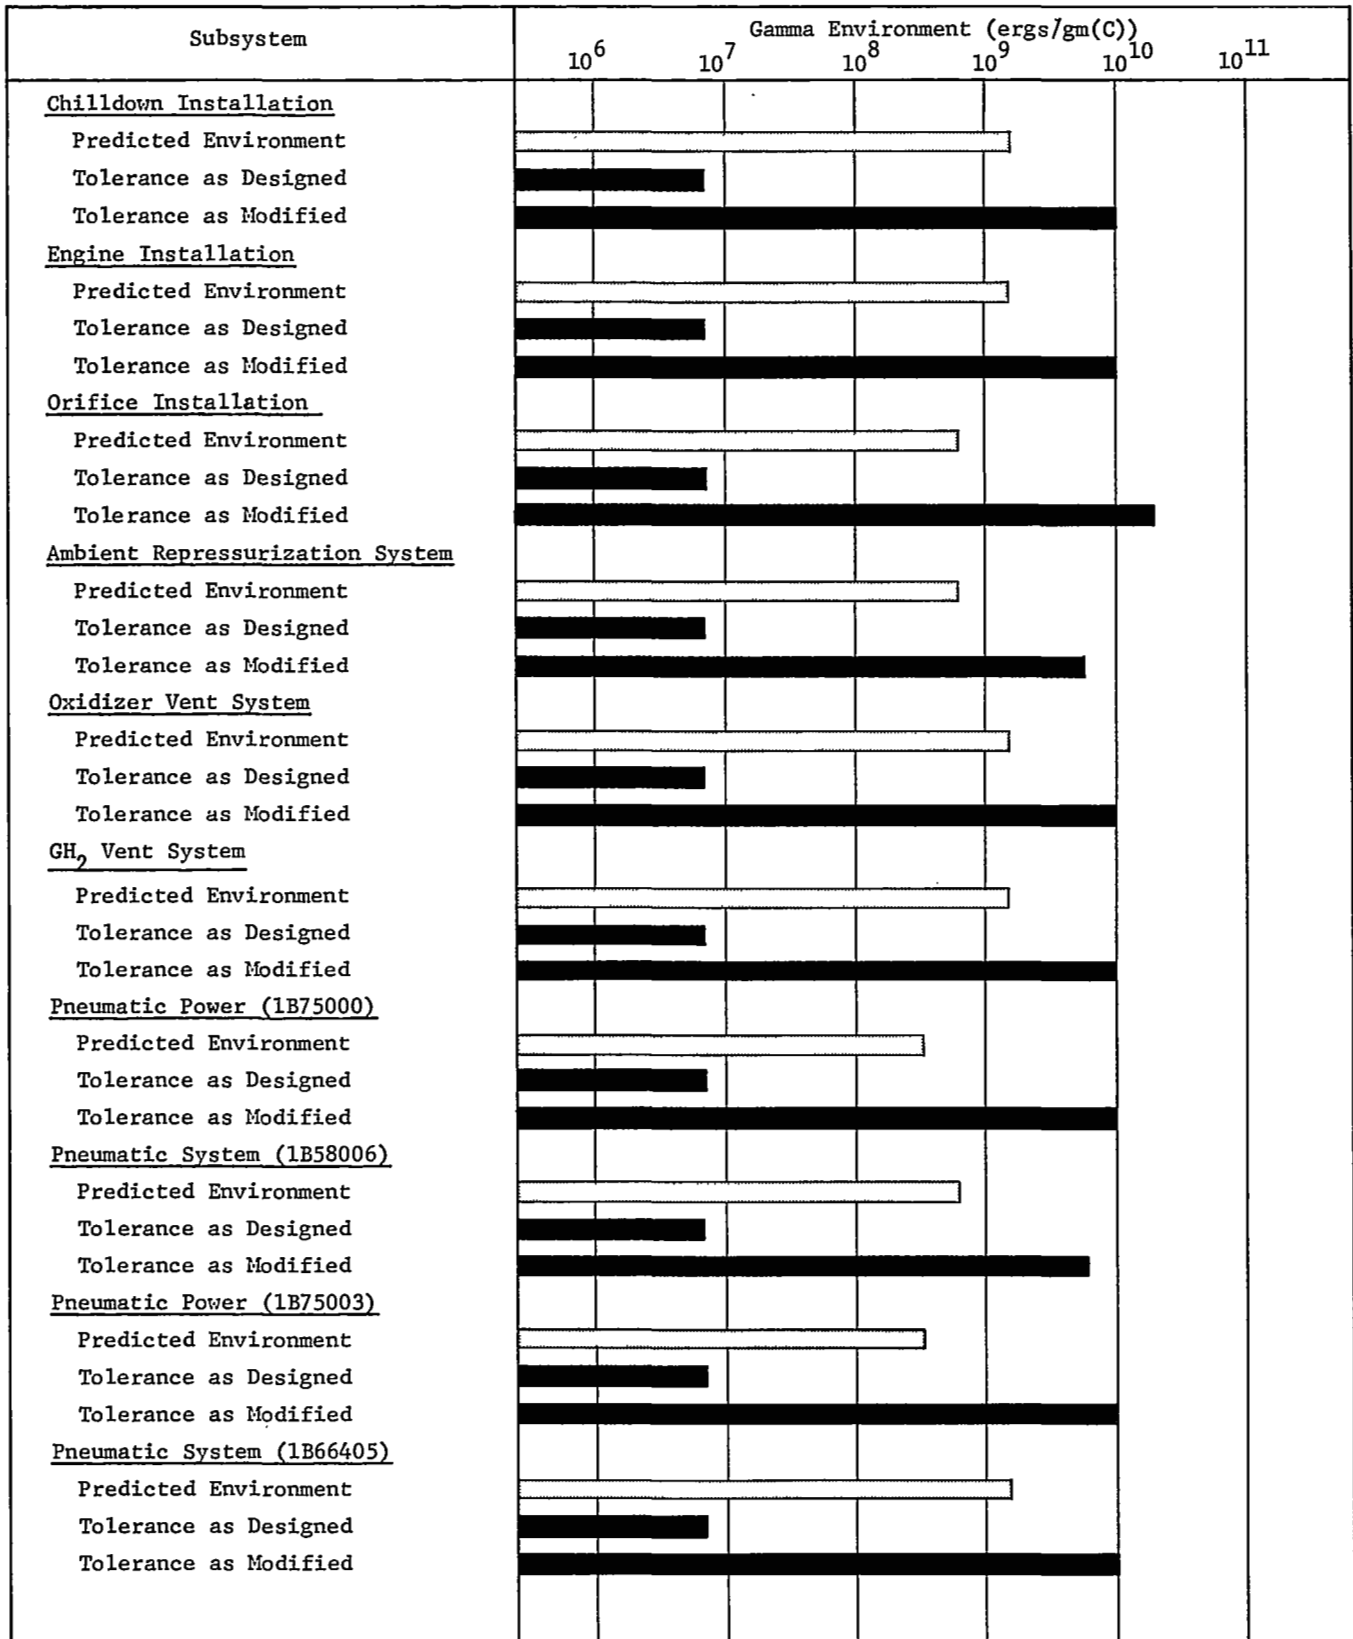 Subsystem
Gamma Environment (ergs/gm(C))
10^6 10^7 10^8 10^9 10^10 10^11
Chilldown Installation
Predicted Environment
Tolerance as Designed
Tolerance as Modified
Engine Installation
Predicted Environment
Tolerance as Designed
Tolerance as Modified
Orifice Installation
Predicted Environment
Tolerance as Designed
Tolerance as Modified
Ambient Repressurization System
Predicted Environment
Tolerance as Designed
Tolerance as Modified
Oxidizer Vent System
Predicted Environment
Tolerance as Designed
Tolerance as Modified
GH2 Vent System
Predicted Environment
Tolerance as Designed
Tolerance as Modified
Pneumatic Power (1B75000)
Predicted Environment
Tolerance as Designed
Tolerance as Modified
Pneumatic System (1B58006)
Predicted Environment
Tolerance as Designed
Tolerance as Modified
Pneumatic Power (1B75003)
Predicted Environment
Tolerance as Designed
Tolerance as Modified
Pneumatic System (1B66405)
Predicted Environment
Tolerance as Designed
Tolerance as Modified